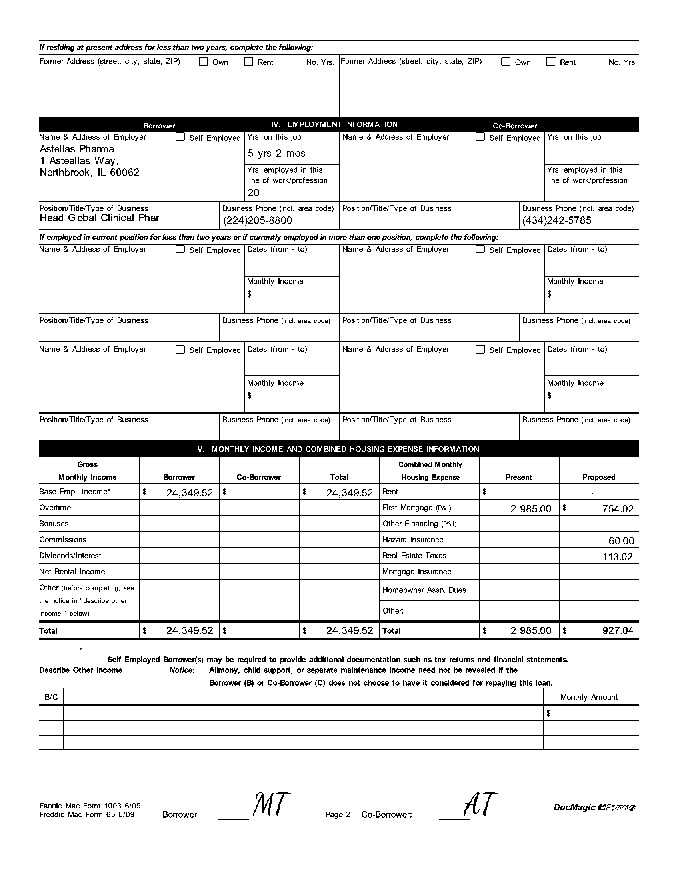 If residing at present address for less than two years, complete the following:
Former Address (street, city, state, ZIP) Own Rent No. Yrs. Former Address (street, city, state, ZIP) Own Rent No. Yrs.
Borrower IV. EMPLOYMENT INFORMATION Co-Borrower
Name & Address of Employer Self Employed Yrs. on this job Name & Address of Employer Self Employed Yrs. on this job
Astellas Pharma
1 Astellas Way,
Northbrook, IL 60062
5 yrs 2 mos
Yrs. employed in this line of work/profession Yrs. employed in this line of work/profession
20
Position/Title/Type of Business Business Phone (incl. area code) Position/Title/Type of Business Business Phone (incl. area code)
Head Global Clinical Phar (224)205-8800 (434)242-5785
If employed in current position for less than two years or if currently employed in more than one position, complete the following:
Name & Address of Employer Self Employed Dates (from - to) Name & Address of Employer Self Employed Dates (from - to)
Monthly Income Monthly Income
$ $
Position/Title/Type of Business Business Phone (incl. area code) Position/Title/Type of Business Business Phone (incl. area code)
Name & Address of Employer Self Employed Dates (from - to) Name & Address of Employer Self Employed Dates (from - to)
Monthly Income Monthly Income
$ $
Position/Title/Type of Business Business Phone (incl. area code) Position/Title/Type of Business Business Phone (incl. area code)
V. MONTHLY INCOME AND COMBINED HOUSING EXPENSE INFORMATION
Gross Monthly Income Borrower Co-Borrower Total Combined Monthly Housing Expense Present Proposed
Base Empl. Income* $ 24,349.52 $ $ 24,349.52 Rent $
Overtime First Mortgage (P&I) 2,985.00 $ 754.02
Bonuses Other Financing (P&I)
Commissions Hazard Insurance 60.00
Dividends/Interest Real Estate Taxes 113.02
Net Rental Income Mortgage Insurance
Other (before completing, see the notice in "describe other income," below) Homeowner Assn. Dues
Other:
Total $ 24,349.52 $ $ 24,349.52 Total $ 2,985.00 $ 927.04
* Self Employed Borrower(s) may be required to provide additional documentation such as tax returns and financial statements.
Describe Other Income Notice: Alimony, child support, or separate maintenance income need not be revealed if the
Borrower (B) or Co-Borrower (C) does not choose to have it considered for repaying this loan.
B/C Monthly Amount
$
Fannie Mae Form 1003 6/05
Freddie Mac Form 65 6/05
Borrower MT Page 2 Co-Borrower: AT
DocMagic